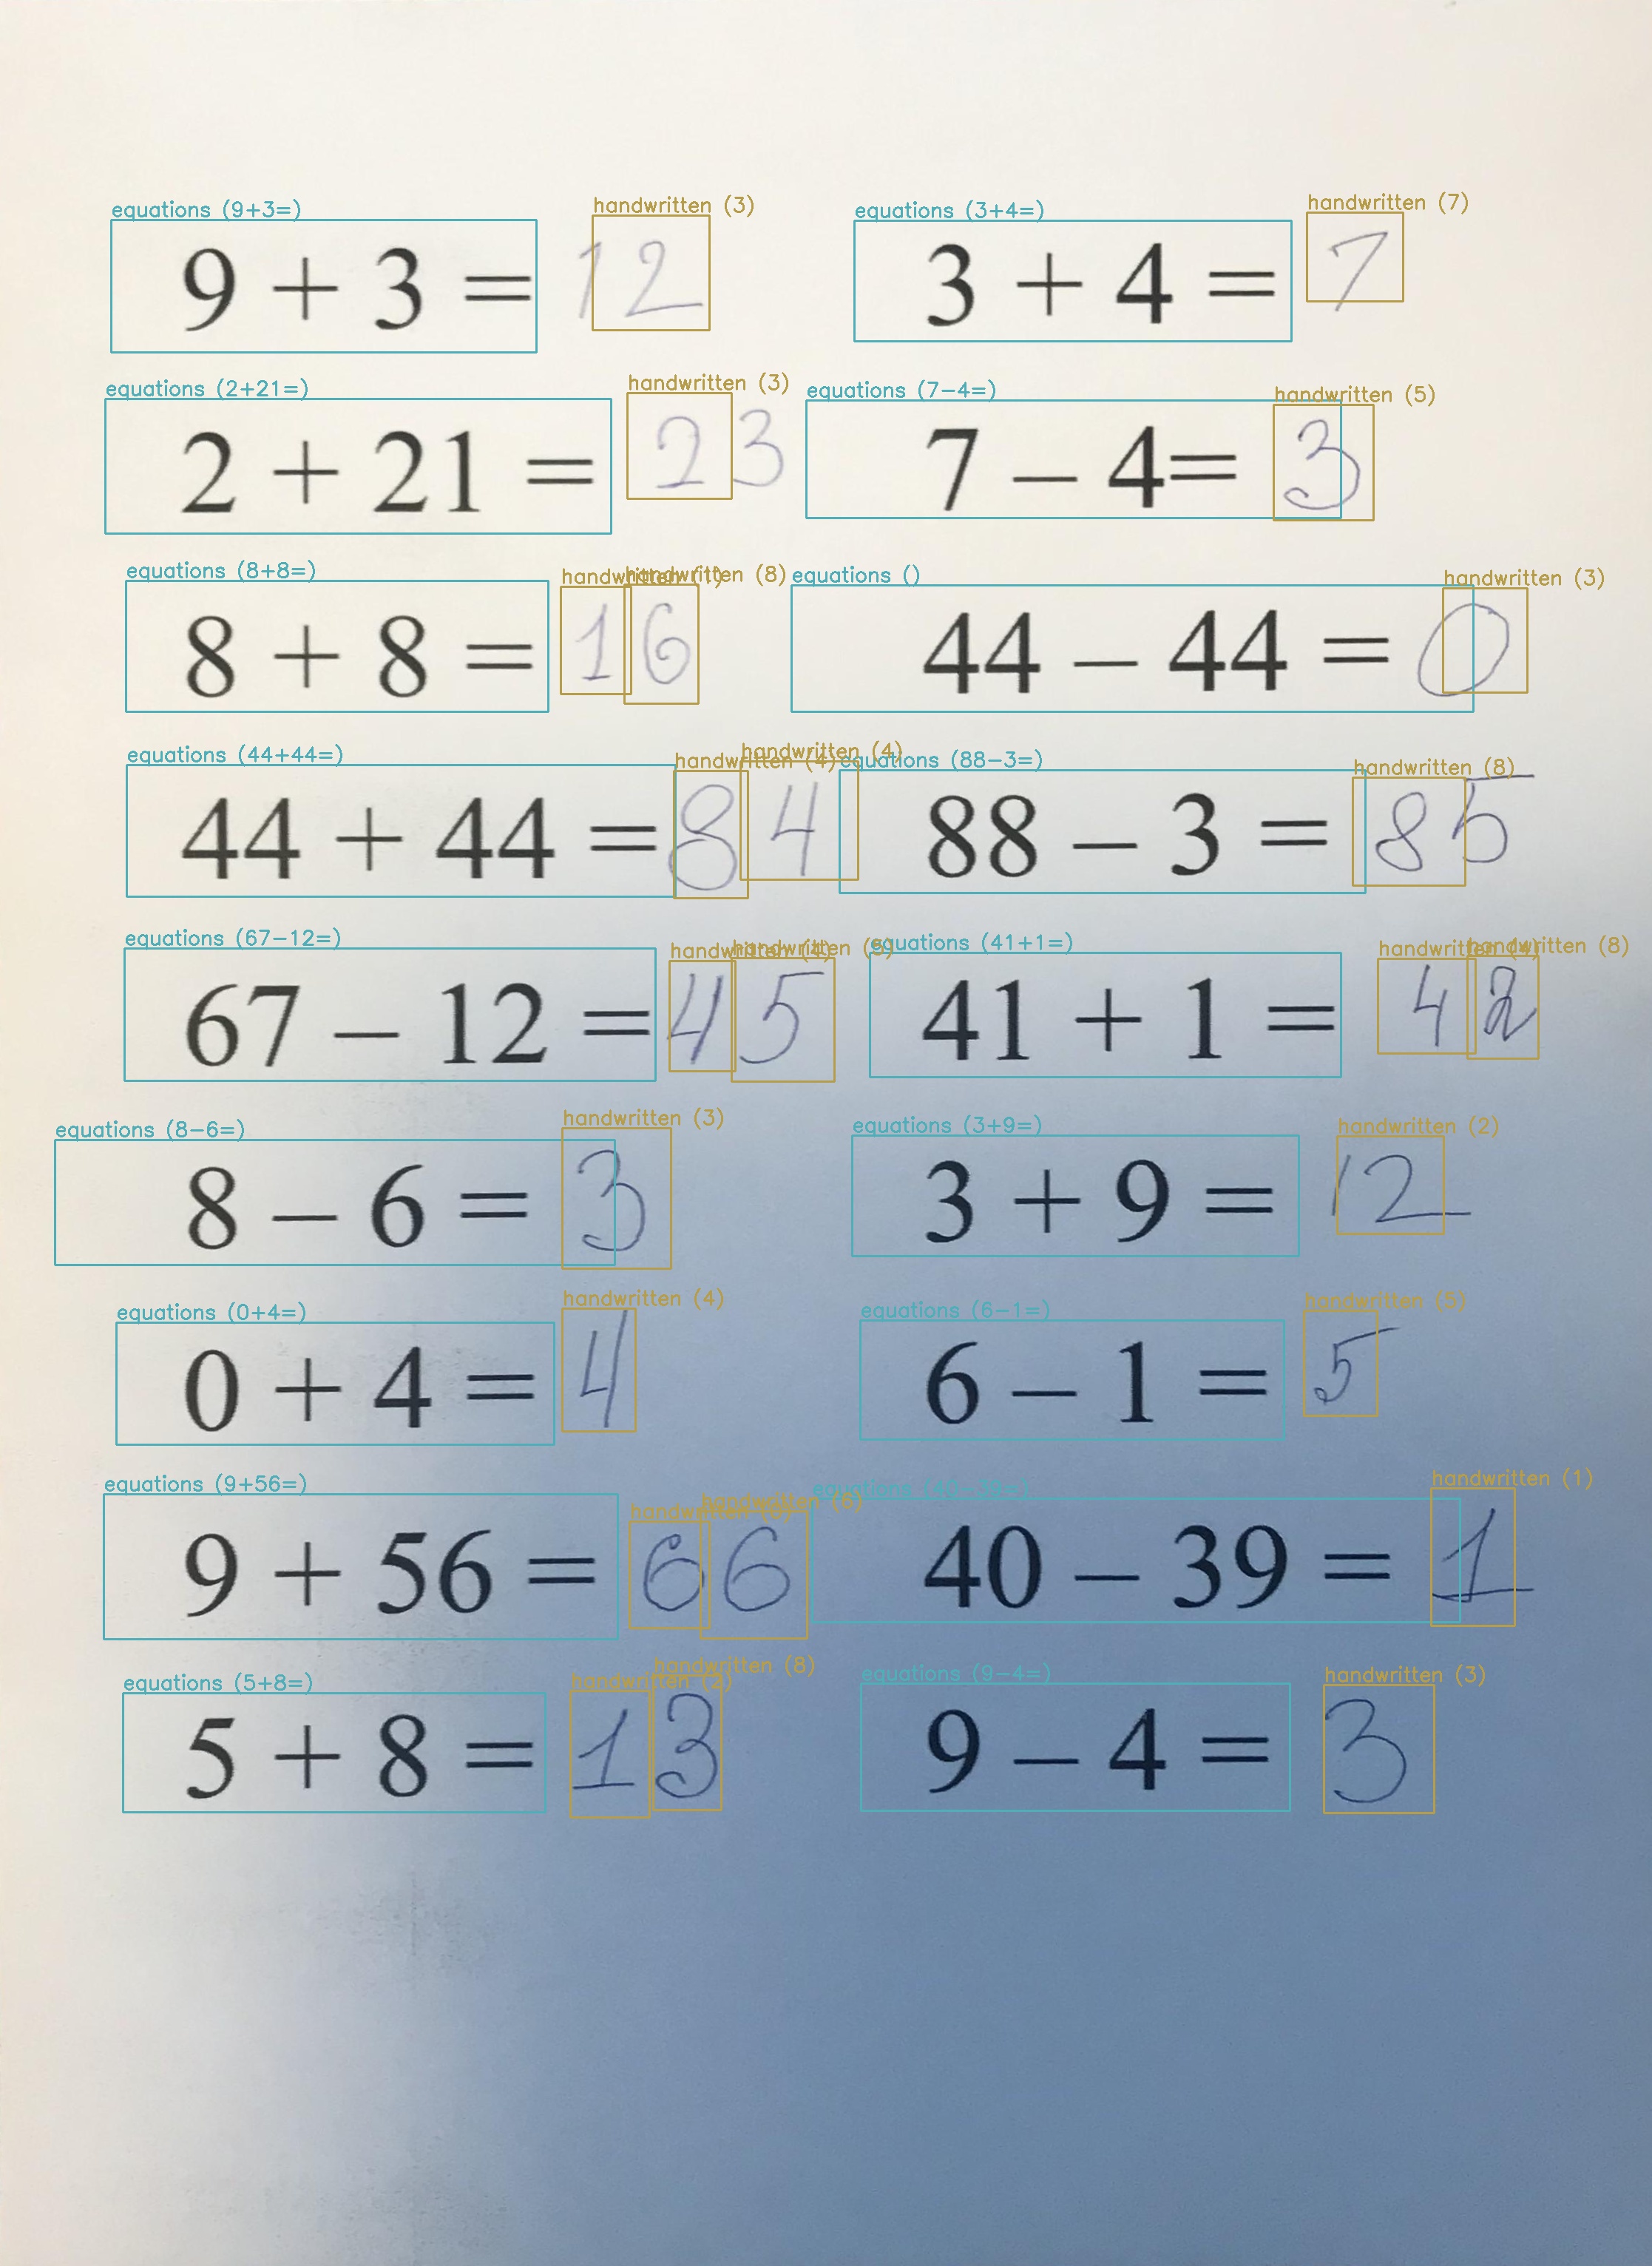 equations (9+3=) handwritten (3) equations (3+4=) handwritten (7)
9 + 3 = 12 3 + 4 = 7
equations (2+21=) handwritten (3) equations (7-4=) handwritten (5)
2 + 21 = 23 7 - 4= 3
equations (8+8=) handwritten (1) handwritten (8) equations () handwritten (3)
8 + 8 = 16 44 - 44 = 0
equations (44+44=) handwritten (4) handwritten (4) equations (88-3=) handwritten (8)
44 + 44 = 84 88 - 3 = 85
equations (67-12=) handwritten handwritten equations (41+1=) handwritten (4) handwritten (8)
67 - 12 = 45 41 + 1 = 42
equations (8-6=) handwritten (3) equations (3+9=) handwritten (2)
8 - 6 = 3 3 + 9 = 12
equations (0+4=) handwritten (4) equations (6-1=) handwritten (5)
0 + 4 = 4 6 - 1 = 5
equations (9+56=) handwritten handwritten (6) equations (40-39=) handwritten (1)
9 + 56 = 66 40 - 39 = 1
equations (5+8=) handwritten (2) handwritten (8) equations (9-4=) handwritten (3)
5 + 8 = 13 9 - 4 = 3